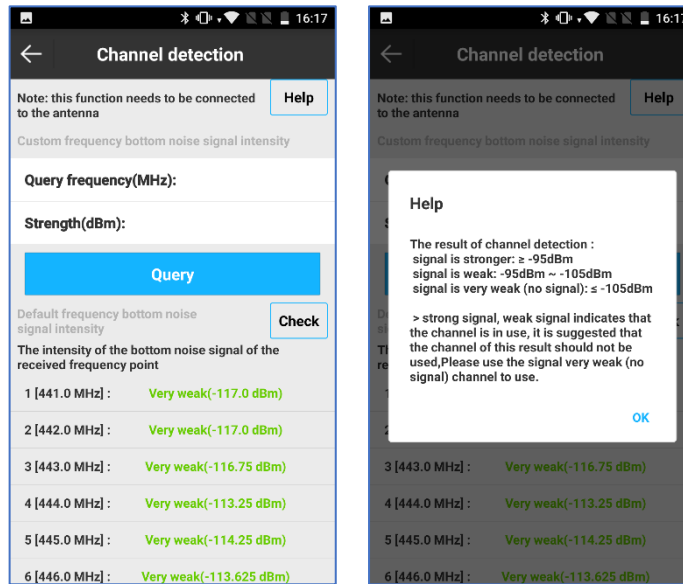 16:17
Channel detection
Note: this function needs to be connected
to the antenna
Help
Custom frequency bottom noise signal intensity
Query frequency(MHz):
Strength(dBm):
Query
Default frequency bottom noise
signal intensity
Check
The intensity of the bottom noise signal of the
received frequency point
1 [441.0 MHz] : Very weak(-117.0 dBm)
2 [442.0 MHz] : Very weak(-117.0 dBm)
3 [443.0 MHz] : Very weak(-116.75 dBm)
4 [444.0 MHz] : Very weak(-113.25 dBm)
5 [445.0 MHz] : Very weak(-114.25 dBm)
6 [446.0 MHz] : Very weak(-113.625 dBm)
16:17
Channel detection
Note: this function needs to be connected
to the antenna
Help
Custom frequency bottom noise signal intensity
Help
The result of channel detection :
signal is stronger: ≥ -95dBm
signal is weak: -95dBm ~ -105dBm
signal is very weak (no signal): ≤ -105dBm
> strong signal, weak signal indicates that
the channel is in use, it is suggested that
the channel of this result should not be
used,Please use the signal very weak (no
signal) channel to use.
OK
3 [443.0 MHz] : Very weak(-116.75 dBm)
4 [444.0 MHz] : Very weak(-113.25 dBm)
5 [445.0 MHz] : Very weak(-114.25 dBm)
6 [446.0 MHz] : Very weak(-113.625 dBm)